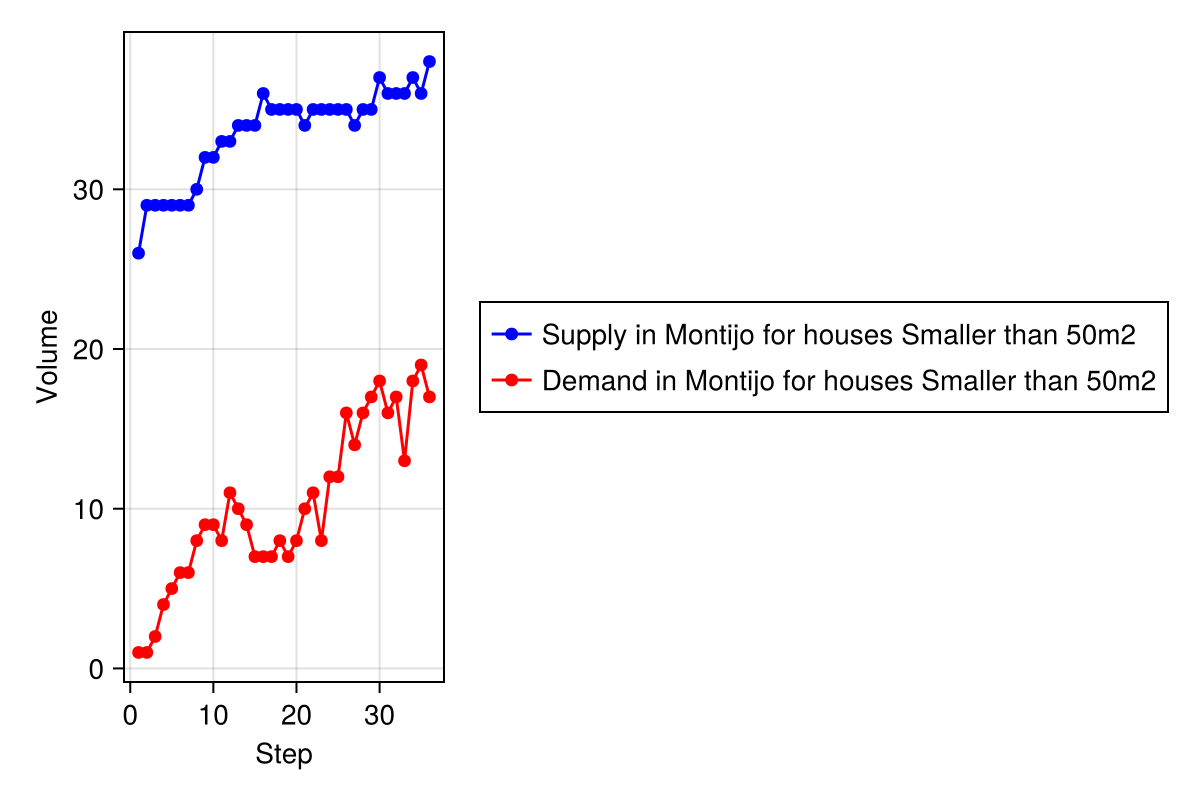 Volume
30
20
10
0
0 10 20 30
Step
Supply in Montijo for houses Smaller than 50m2
Demand in Montijo for houses Smaller than 50m2